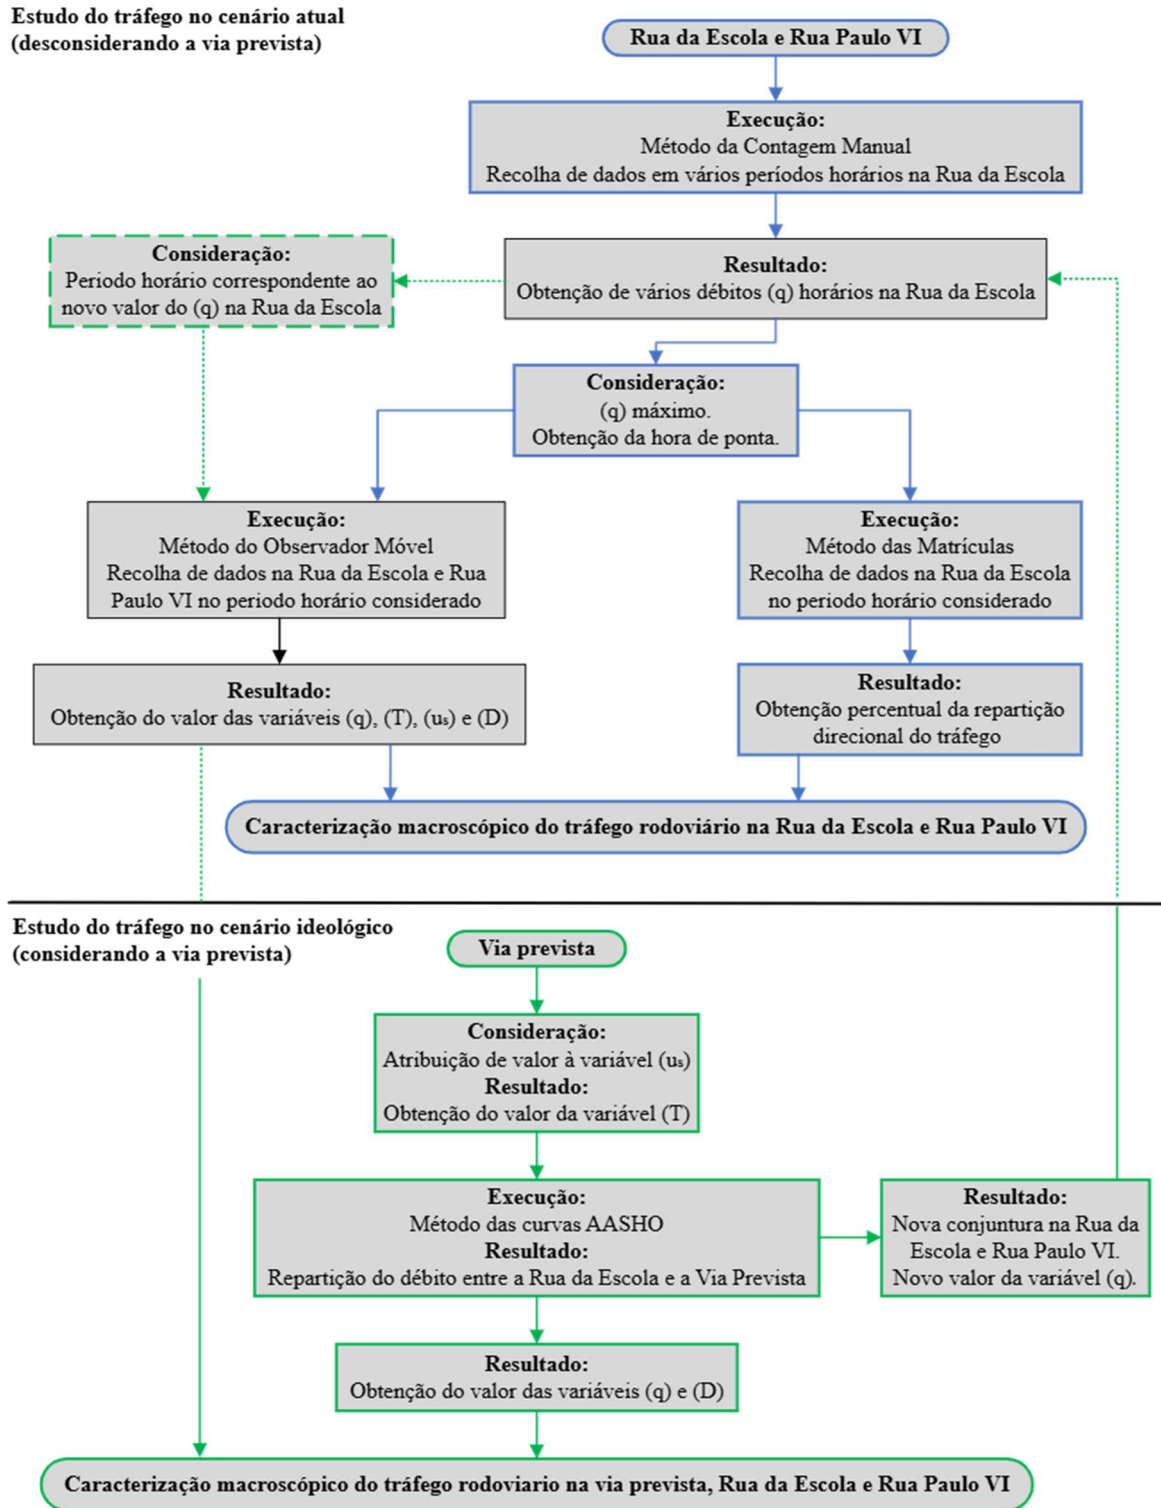 Estudo do tráfego no cenário atual
(desconsiderando a via prevista)
Rua da Escola e Rua Paulo VI
Execução:
Método da Contagem Manual
Recolha de dados em vários períodos horários na Rua da Escola
Consideração:
Periodo horário correspondente ao
novo valor do (q) na Rua da Escola
Resultado:
Obtenção de vários débitos (q) horários na Rua da Escola
Consideração:
(q) máximo.
Obtenção da hora de ponta.
Execução:
Método do Observador Móvel
Recolha de dados na Rua da Escola e Rua
Paulo VI no periodo horário considerado
Execução:
Método das Matrículas
Recolha de dados na Rua da Escola
no periodo horário considerado
Resultado:
Obtenção do valor das variáveis (q), (T), (us) e (D)
Resultado:
Obtenção percentual da repartição
direcional do tráfego
Caracterização macroscópico do tráfego rodoviário na Rua da Escola e Rua Paulo VI
Estudo do tráfego no cenário ideológico
(considerando a via prevista)
Via prevista
Consideração:
Atribuição de valor à variável (us)
Resultado:
Obtenção do valor da variável (T)
Execução:
Método das curvas AASHO
Resultado:
Repartição do débito entre a Rua da Escola e a Via Prevista
Resultado:
Nova conjuntura na Rua da
Escola e Rua Paulo VI.
Novo valor da variável (q).
Resultado:
Obtenção do valor das variáveis (q) e (D)
Caracterização macroscópico do tráfego rodoviario na via prevista, Rua da Escola e Rua Paulo VI